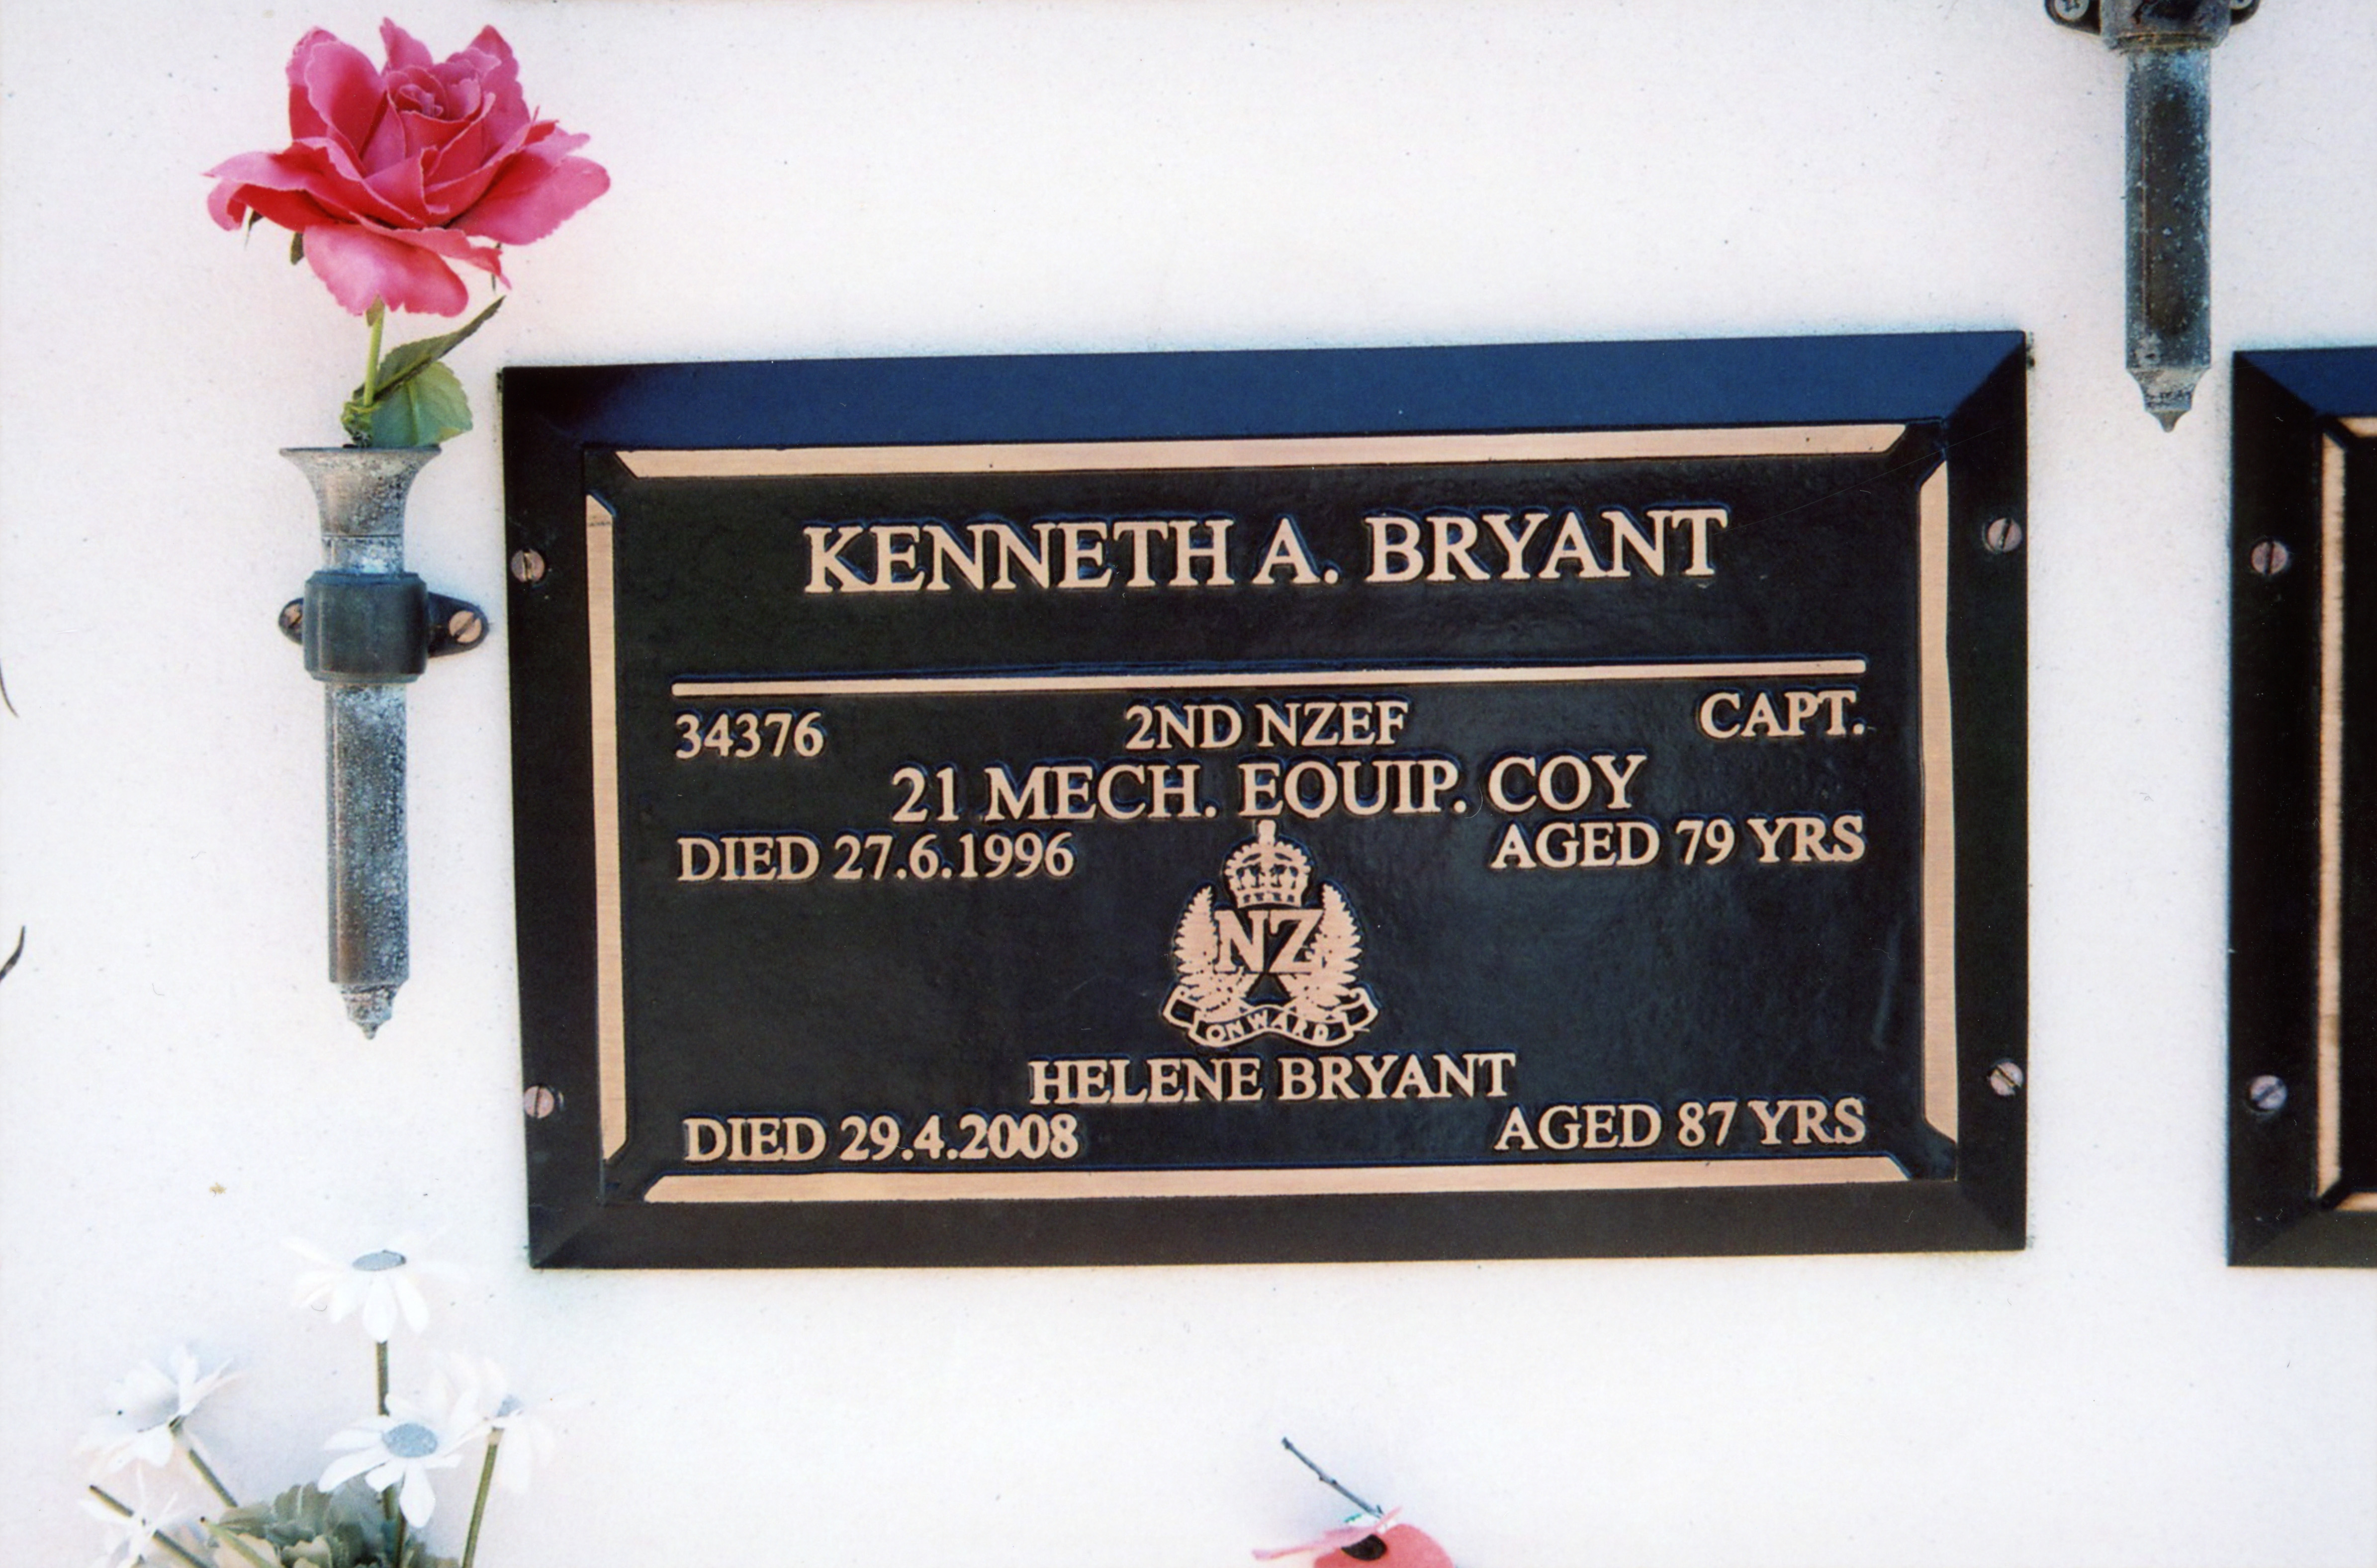 KENNETH A. BRYANT
34376 2ND NZEF CAPT.
21 MECH. EQUIP. COY
DIED 27.6.1996 AGED 79 YRS
NZ
ONWARD
HELENE BRYANT
DIED 29.4.2008 AGED 87 YRS